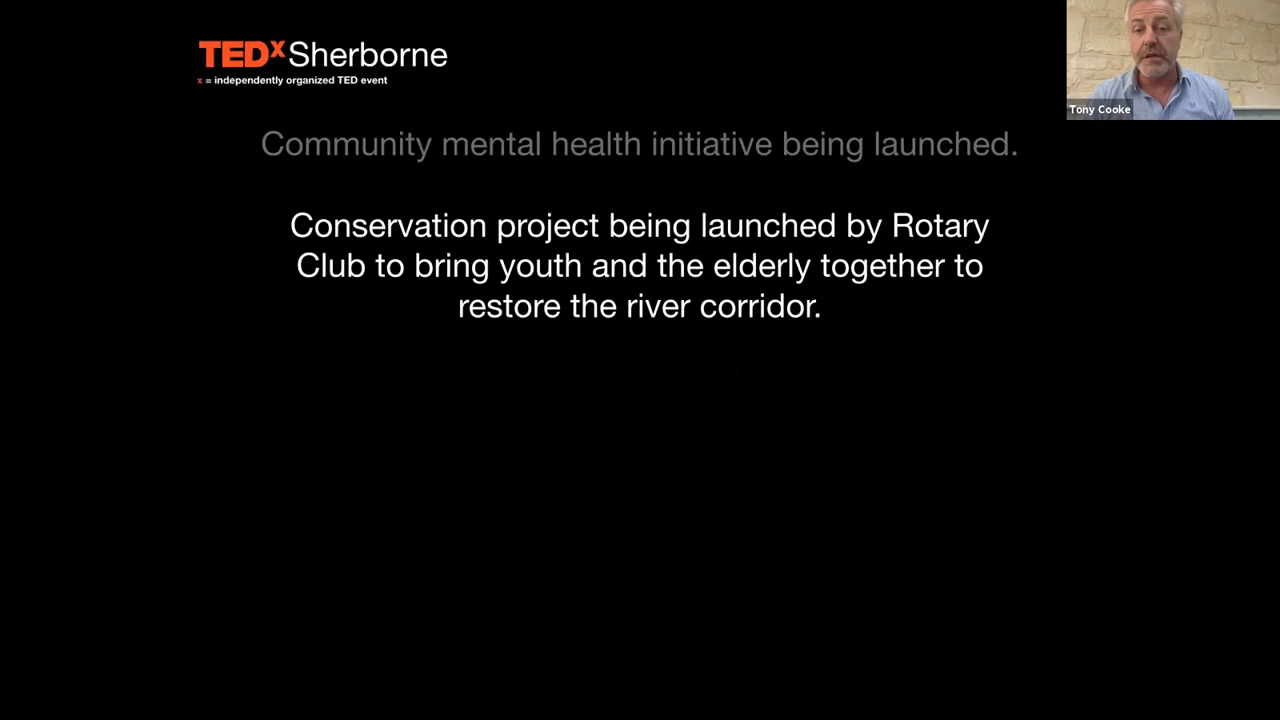 TEDxSherborne
x = independently organized TED event
Tony Cooke
Community mental health initiative being launched.
Conservation project being launched by Rotary
Club to bring youth and the elderly together to
restore the river corridor.